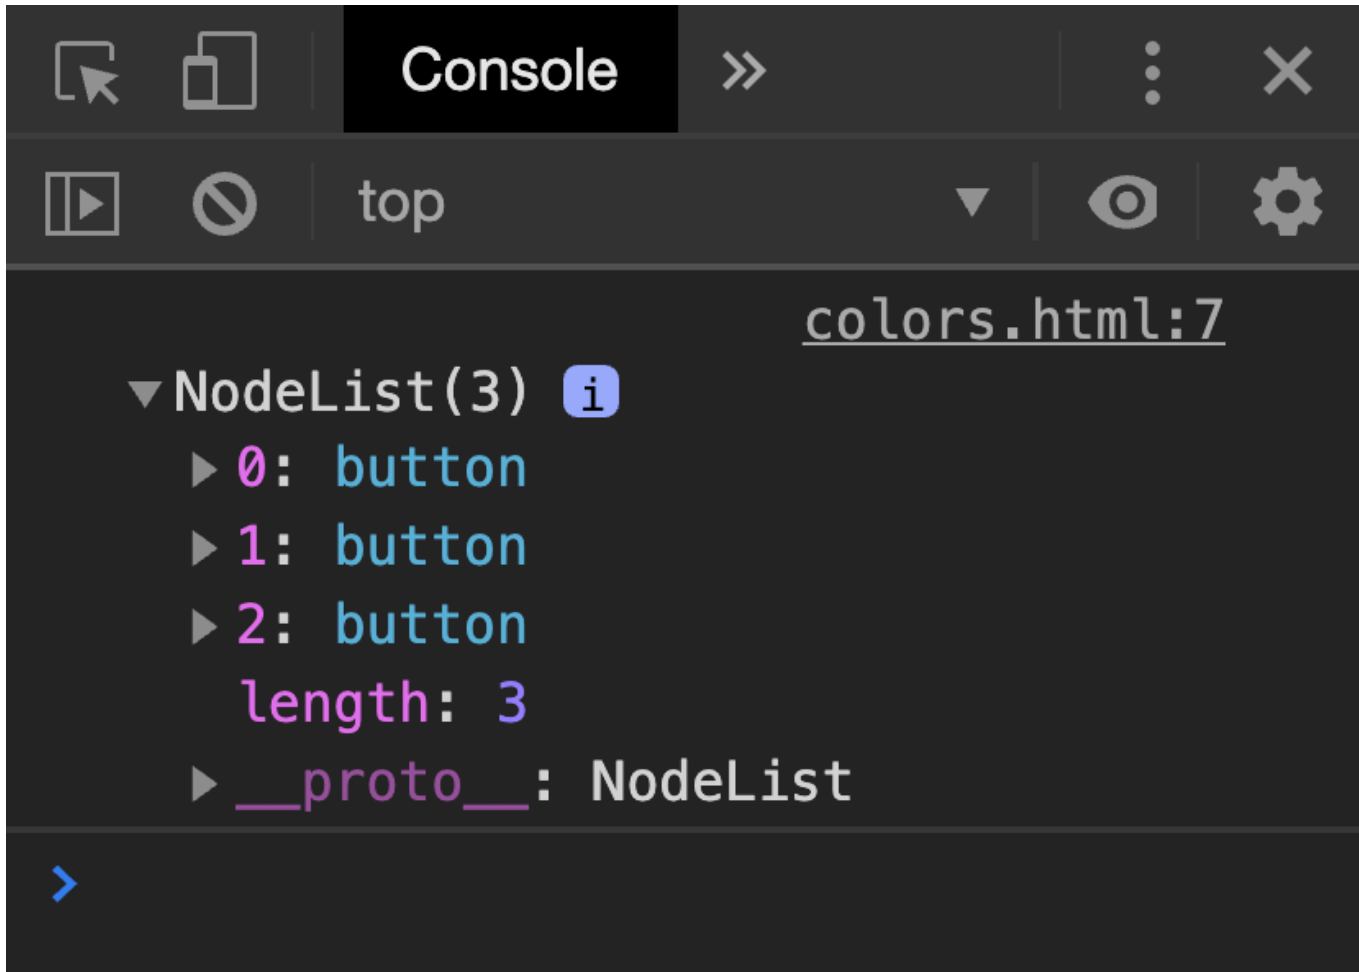 Console
top
colors.html:7
NodeList(3) i
0: button
1: button
2: button
length: 3
__proto__: NodeList